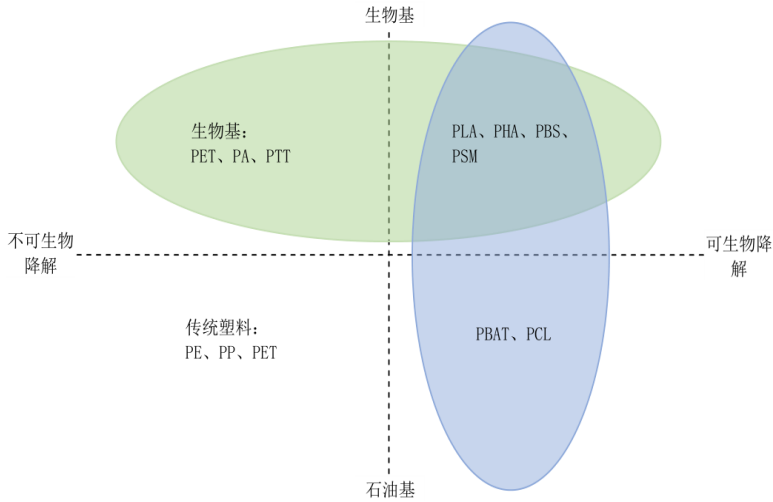 生物基
生物基：
PET、PA、PTT
PLA、PHA、PBS、
PSM
不可生物
降解
可生物降
解
传统塑料：
PE、PP、PET
PBAT、PCL
石油基